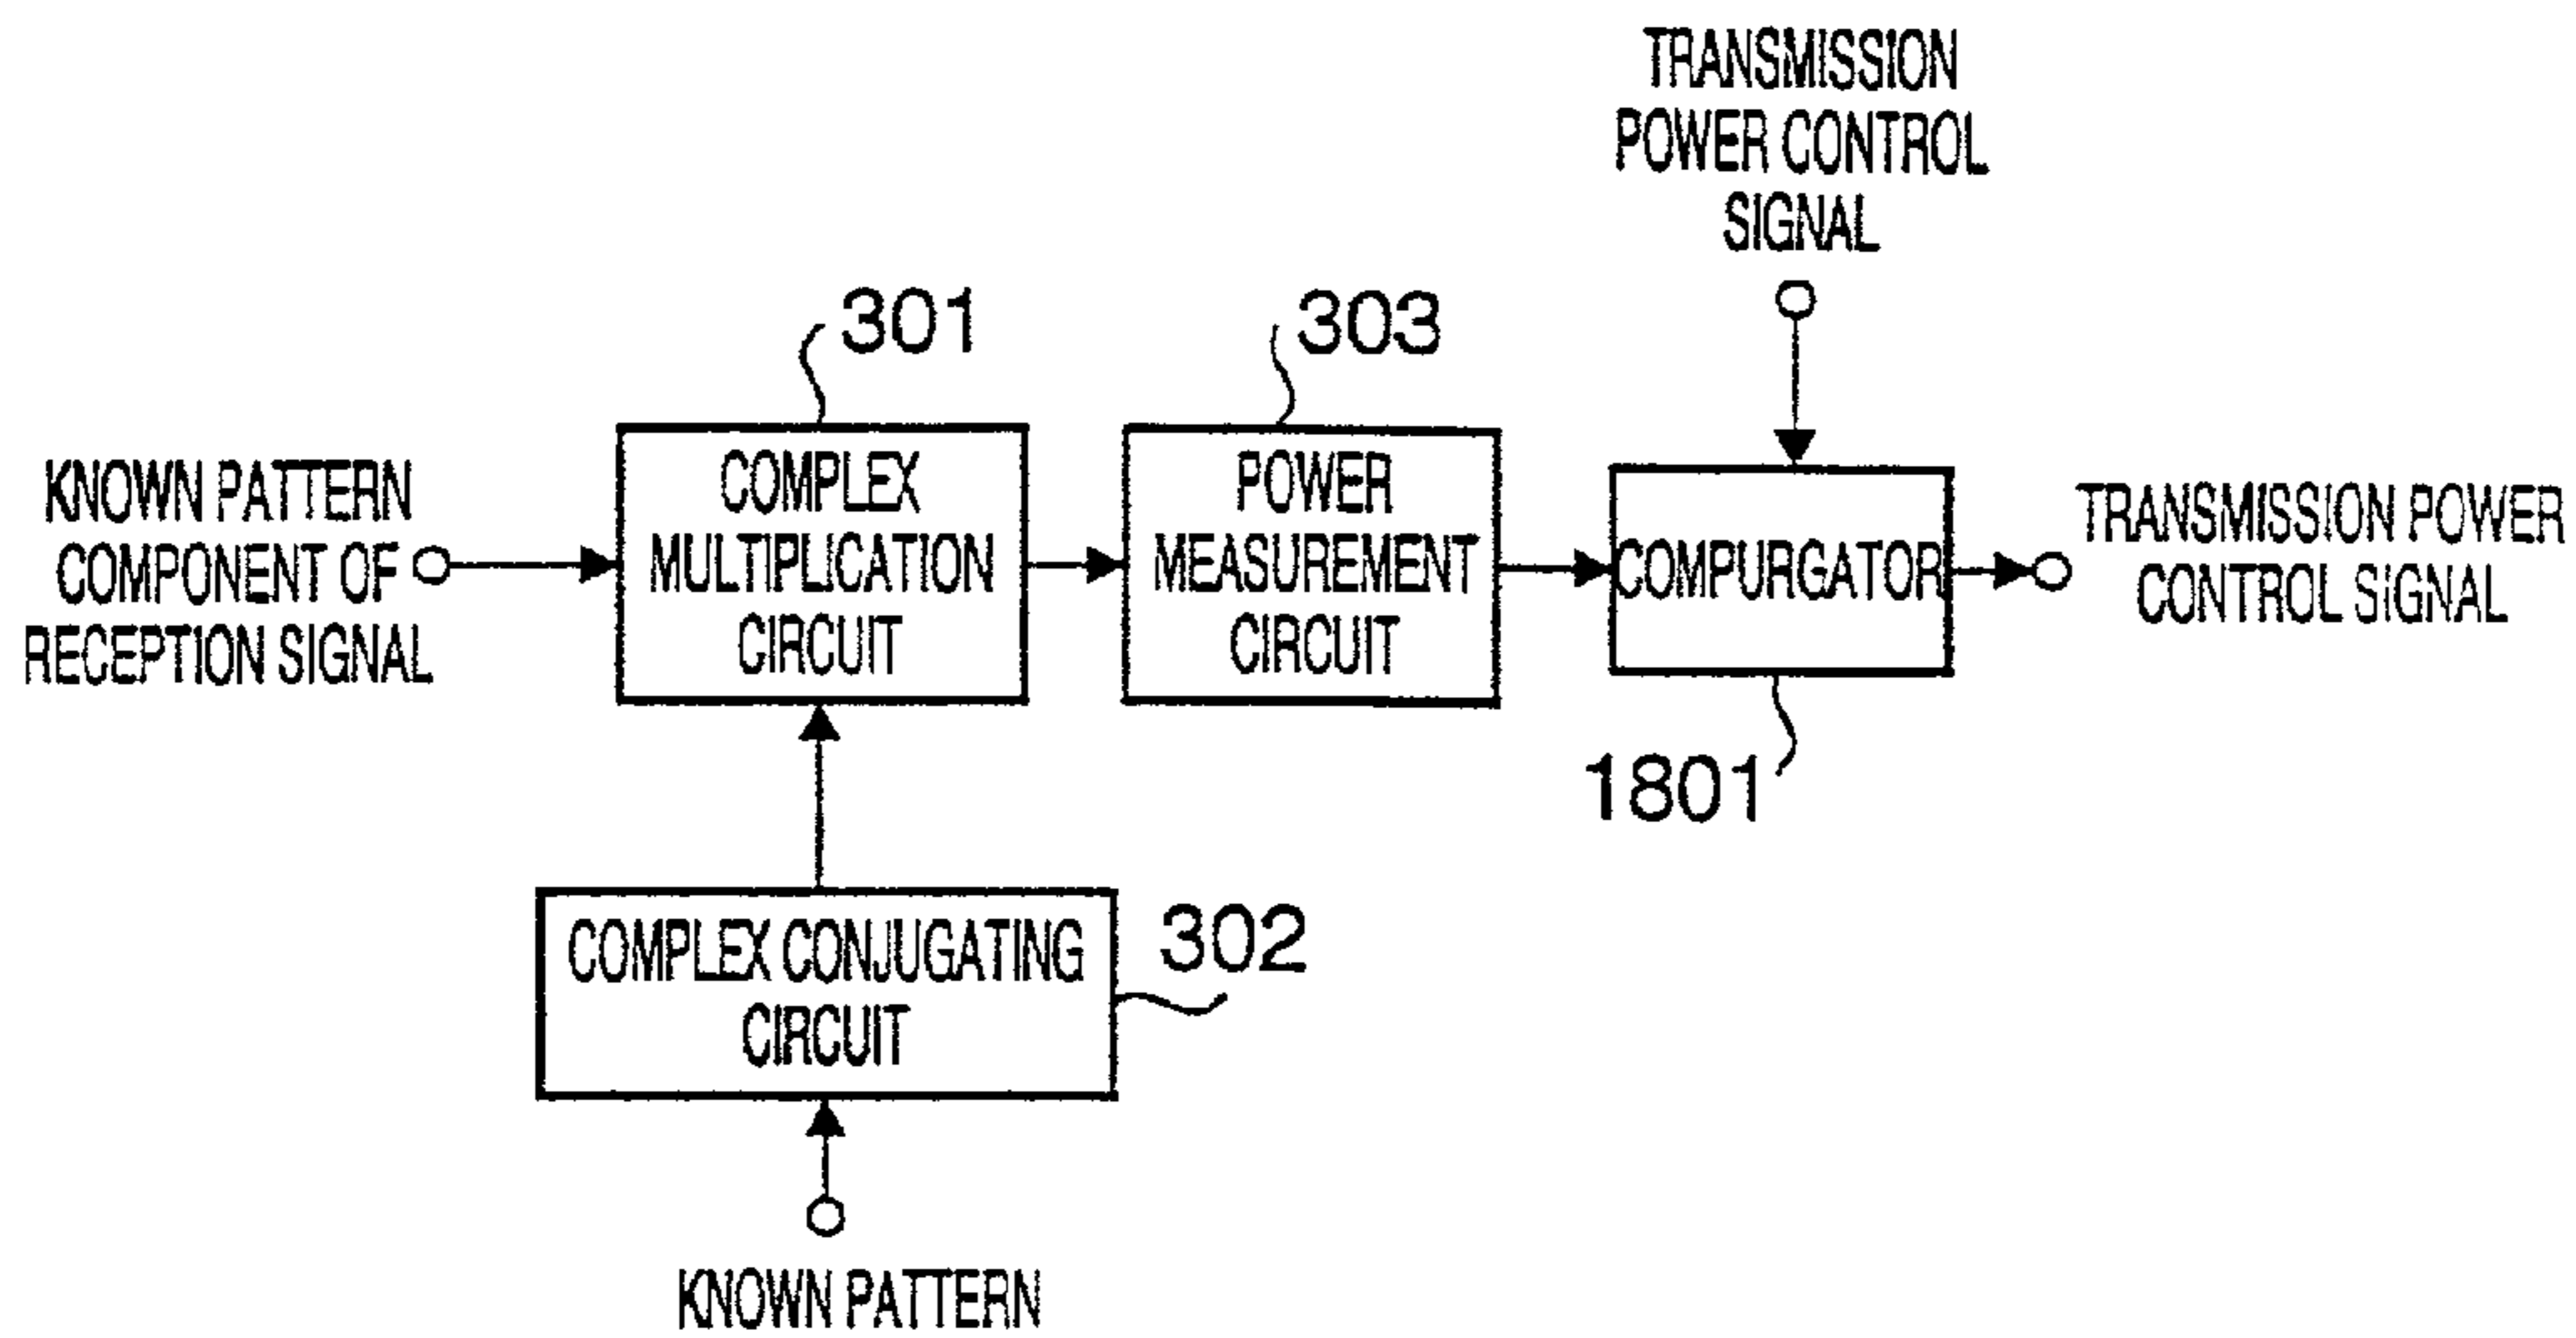 TRANSMISSION
POWER CONTROL
SIGNAL
301
303
KNOWN PATTERN
COMPONENT OF
RECEPTION SIGNAL
COMPLEX
MULTIPLICATION
CIRCUIT
POWER
MEASUREMENT
CIRCUIT
COMPURGATOR
TRANSMISSION POWER
CONTROL SIGNAL
1801
COMPLEX CONJUGATING
CIRCUIT
302
KNOWN PATTERN